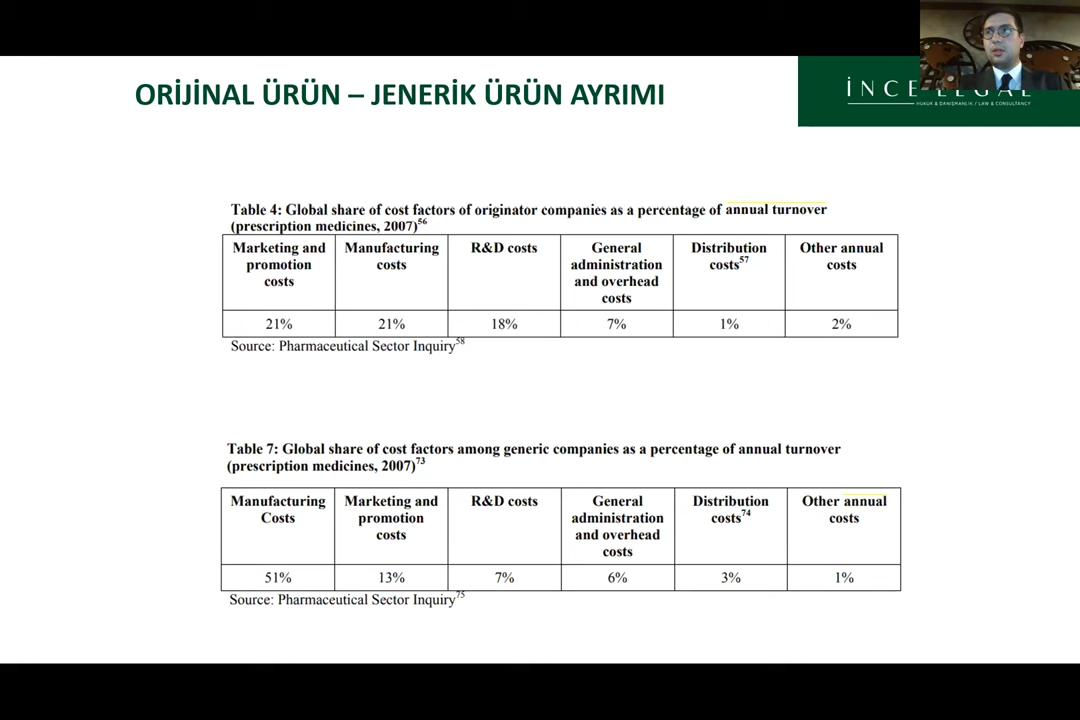 ORİJİNAL ÜRÜN – JENERİK ÜRÜN AYRIMI
İNCE LEGAL
HUKUK & DANIŞMANLIK / LAW & CONSULTANCY
Table 4: Global share of cost factors of originator companies as a percentage of annual turnover
(prescription medicines, 2007)56
Marketing and promotion costs | Manufacturing costs | R&D costs | General administration and overhead costs | Distribution costs57 | Other annual costs
21% | 21% | 18% | 7% | 1% | 2%
Source: Pharmaceutical Sector Inquiry58
Table 7: Global share of cost factors among generic companies as a percentage of annual turnover
(prescription medicines, 2007)73
Manufacturing Costs | Marketing and promotion costs | R&D costs | General administration and overhead costs | Distribution costs74 | Other annual costs
51% | 13% | 7% | 6% | 3% | 1%
Source: Pharmaceutical Sector Inquiry75